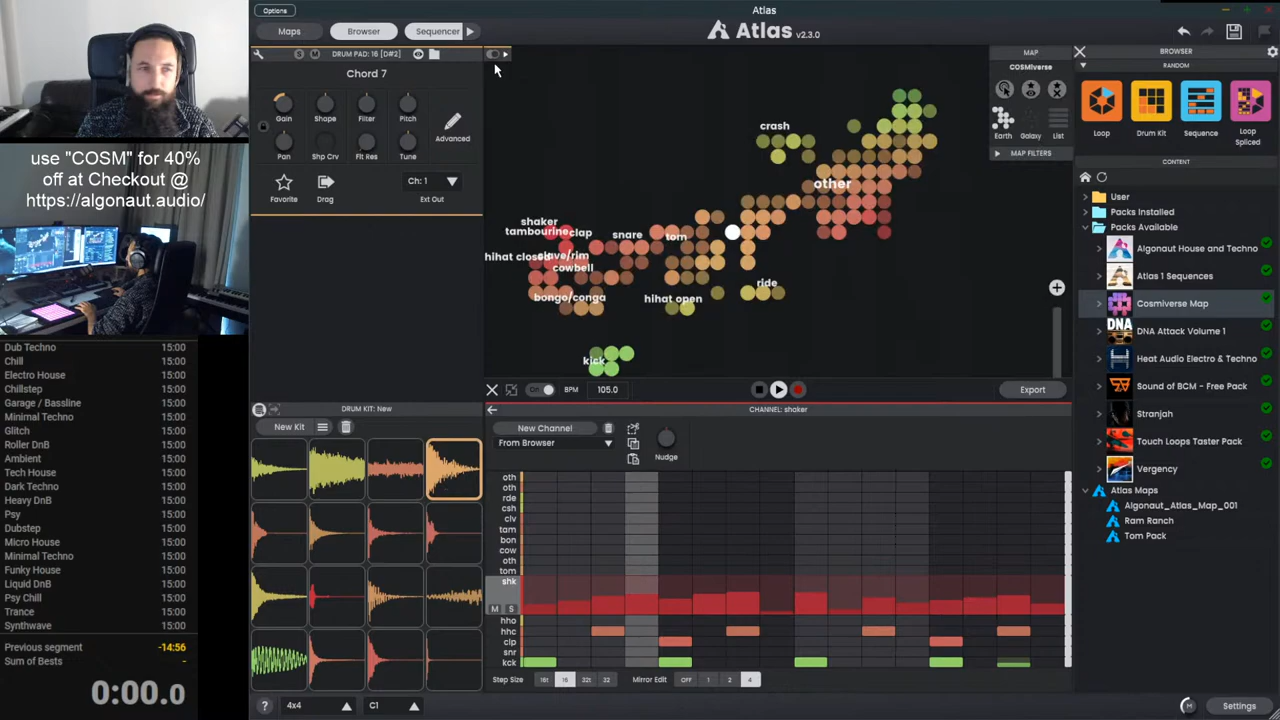 Options
Atlas
Maps
Browser
Sequencer
Atlas v2.3.0
S
M
DRUM PAD: 16 [D#2]
Chord 7
Gain
Shape
Filter
Pitch
Advanced
Pan
Shp Crv
Flt Res
Tune
Ch: 1
Favorite
Drag
Ext Out
use "COSM" for 40%
off at Checkout @
https://algonaut.audio/
crash
other
shaker
tambourine
clap
snare
tom
hihat closed
clave/rim
cowbell
bongo/conga
hihat open
ride
kick
MAP
COSMIverse
Earth
Galaxy
List
MAP FILTERS
BROWSER
RANDOM
Loop
Drum Kit
Sequence
Loop
Spliced
CONTENT
User
Packs Installed
Packs Available
Algonaut House and Techno
Atlas 1 Sequences
Cosmiverse Map
DNA Attack Volume 1
Heat Audio Electro & Techno
Sound of BCM - Free Pack
Stranjah
Touch Loops Taster Pack
Vergency
Atlas Maps
Algonaut_Atlas_Map_001
Ram Ranch
Tom Pack
On
BPM
105.0
Export
DRUM KIT: New
New Kit
CHANNEL: shaker
New Channel
From Browser
Nudge
oth
oth
rde
csh
clv
tam
bon
cow
oth
tom
shk
M
S
hho
hhc
clp
snr
kck
Step Size
16t
16
32t
32
Mirror Edit
OFF
1
2
4
4x4
C1
Settings
Dub Techno 15:00
Chill 15:00
Electro House 15:00
Chillstep 15:00
Garage / Bassline 15:00
Minimal Techno 15:00
Glitch 15:00
Roller DnB 15:00
Ambient 15:00
Tech House 15:00
Dark Techno 15:00
Heavy DnB 15:00
Psy 15:00
Dubstep 15:00
Micro House 15:00
Minimal Techno 15:00
Funky House 15:00
Liquid DnB 15:00
Psy Chill 15:00
Trance 15:00
Synthwave 15:00
Previous segment -14:56
Sum of Bests -
0:00.0